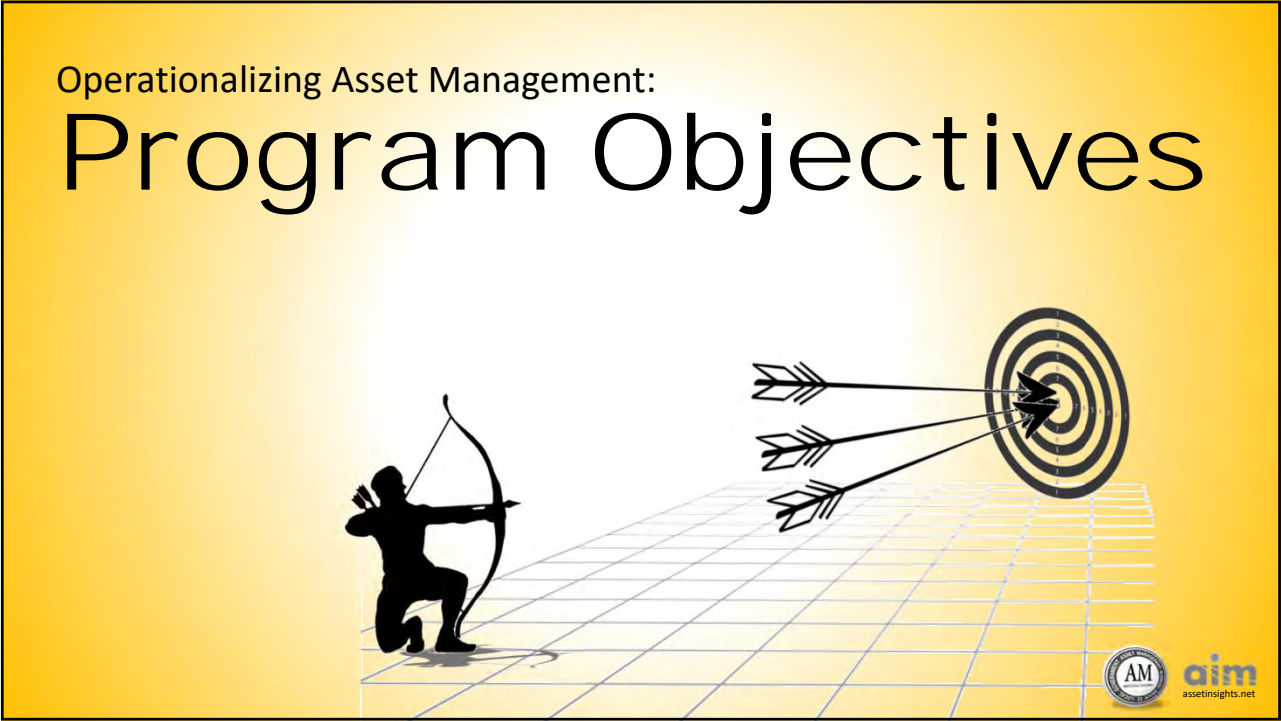 Operationalizing Asset Management:
Program Objectives
AM
aim
assetinsights.net